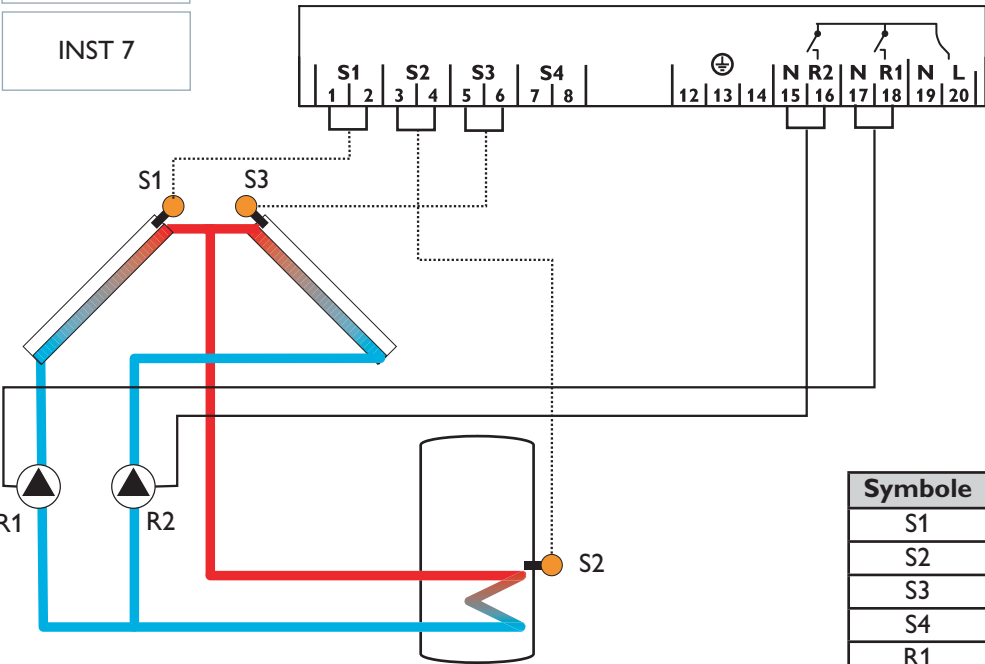 INST 7
S1 S2 S3 S4 N R2 N R1 N L
1 2 3 4 5 6 7 8 12 13 14 15 16 17 18 19 20
S1 S3
R1 R2
S2
Symbole
S1
S2
S3
S4
R1